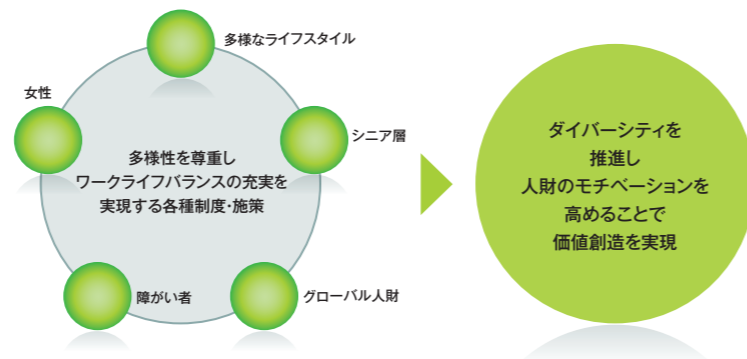 多様なライフスタイル
女性
シニア層
多様性を尊重し
ワークライフバランスの充実を
実現する各種制度・施策
障がい者
グローバル人財
ダイバーシティを
推進し
人財のモチベーションを
高めることで
価値創造を実現